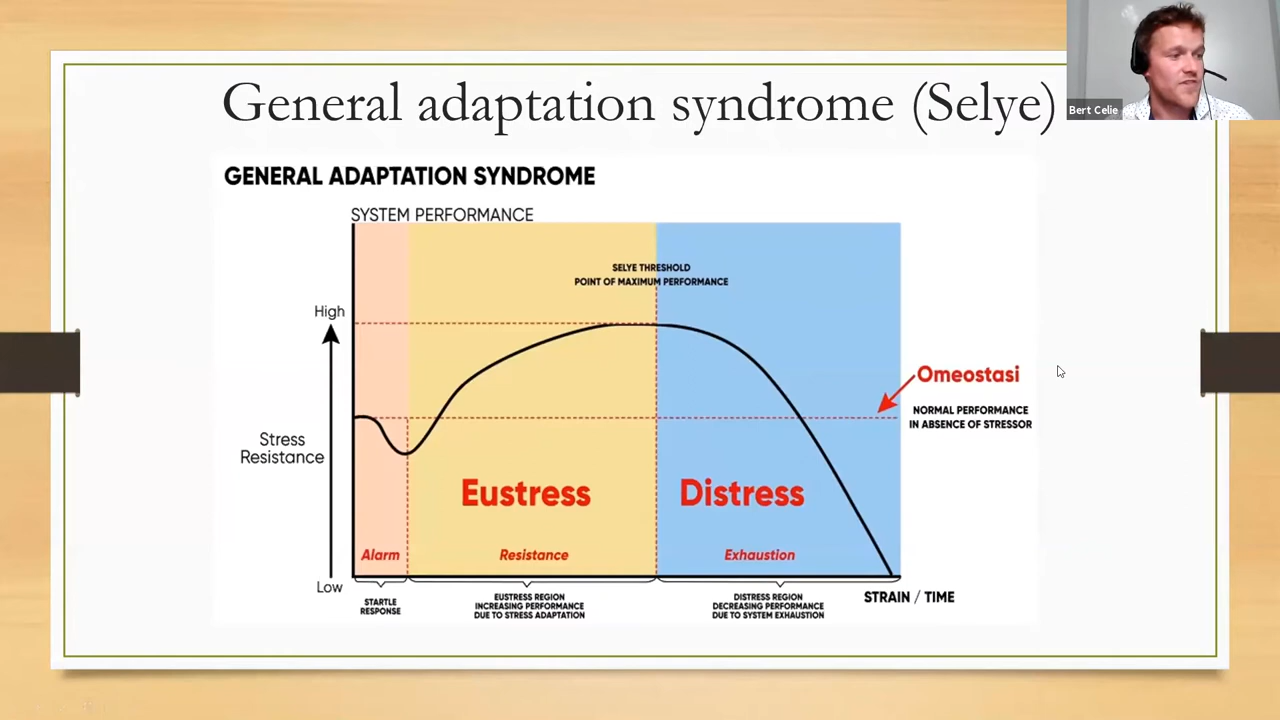 General adaptation syndrome (Selye)
Bert Celie
GENERAL ADAPTATION SYNDROME
SYSTEM PERFORMANCE
SELYE THRESHOLD
POINT OF MAXIMUM PERFORMANCE
High
Omeostasi
NORMAL PERFORMANCE
IN ABSENCE OF STRESSOR
Stress
Resistance
Eustress
Distress
Alarm
Resistance
Exhaustion
Low
STARTLE
RESPONSE
EUSTRESS REGION
INCREASING PERFORMANCE
DUE TO STRESS ADAPTATION
DISTRESS REGION
DECREASING PERFORMANCE
DUE TO SYSTEM EXHAUSTION
STRAIN / TIME